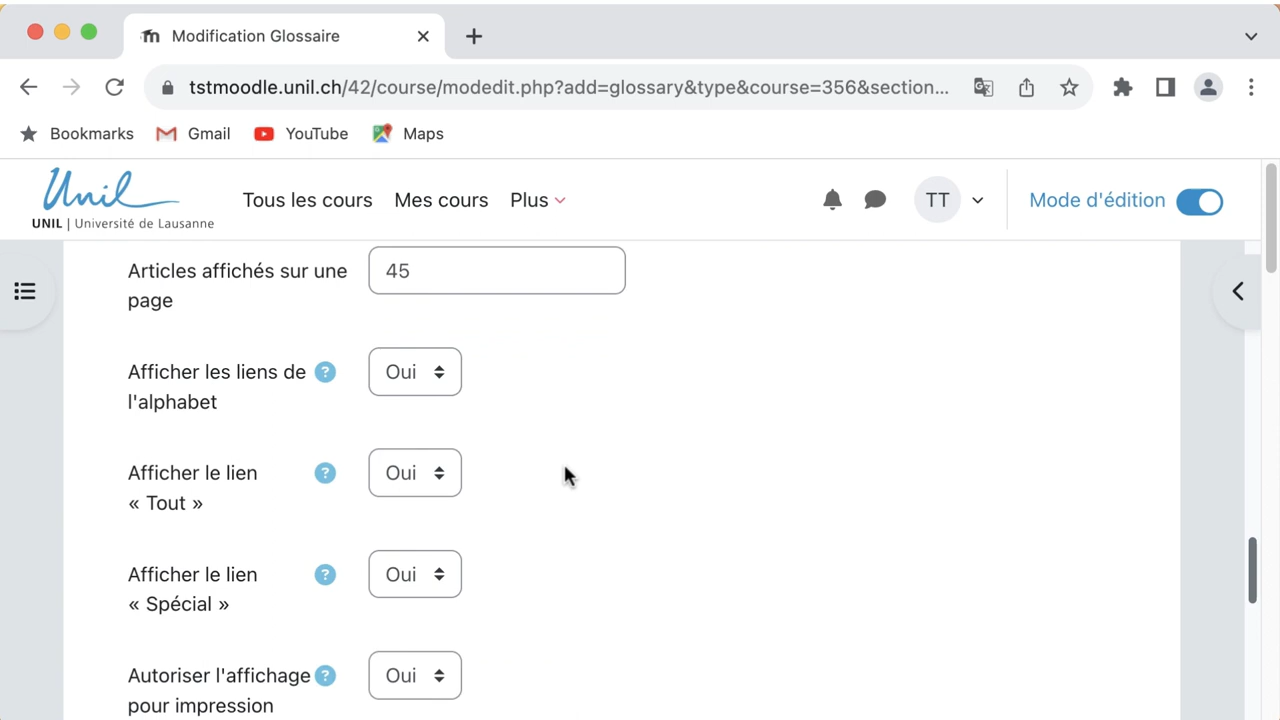 Modification Glossaire
tstmoodle.unil.ch/42/course/modedit.php?add=glossary&type&course=356&section...
Bookmarks Gmail YouTube Maps
Unil
UNIL | Université de Lausanne
Tous les cours Mes cours Plus TT Mode d'édition
Articles affichés sur une
page
45
Afficher les liens de
l'alphabet
? Oui
Afficher le lien
« Tout »
? Oui
Afficher le lien
« Spécial »
? Oui
Autoriser l'affichage
pour impression
? Oui